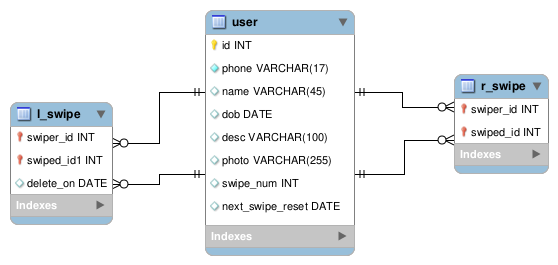 user
id INT
phone VARCHAR(17)
name VARCHAR(45)
dob DATE
desc VARCHAR(100)
photo VARCHAR(255)
swipe_num INT
next_swipe_reset DATE
Indexes
l_swipe
swiper_id INT
swiped_id1 INT
delete_on DATE
Indexes
r_swipe
swiper_id INT
swiped_id INT
Indexes